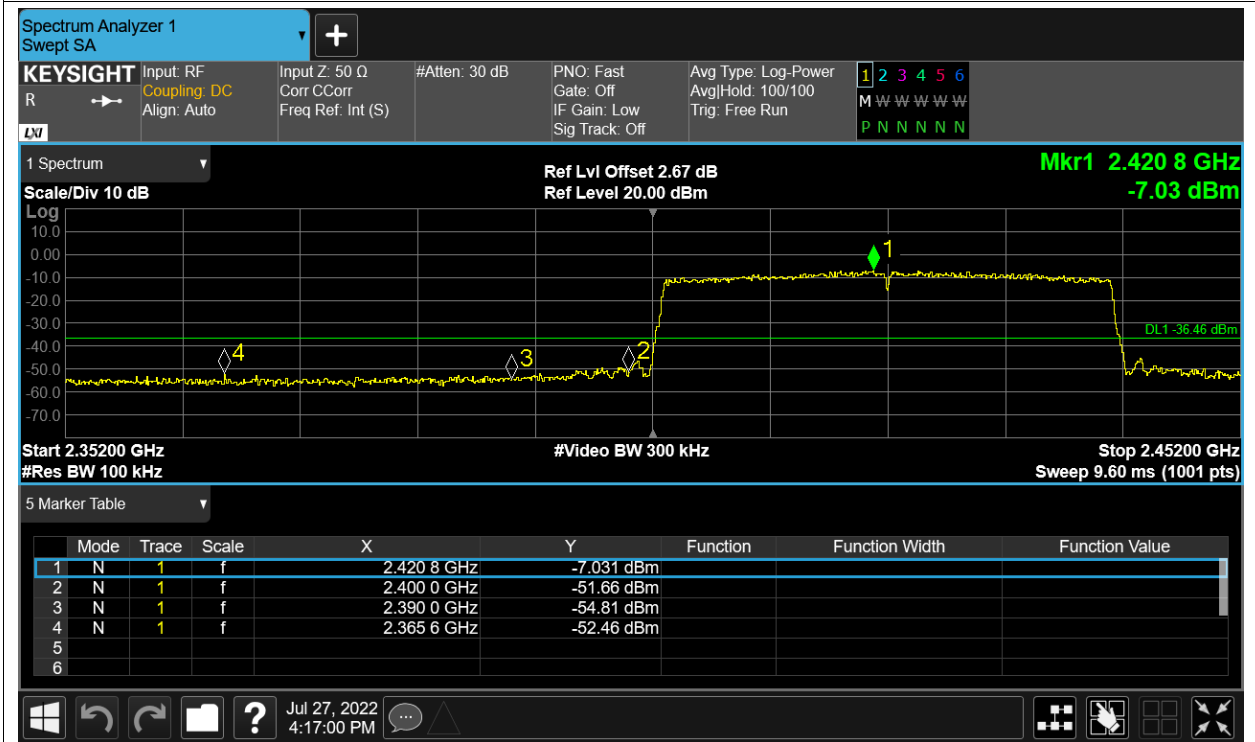 Spectrum Analyzer 1
Swept SA
KEYSIGHT Input: RF Input Z: 50 Ω #Atten: 30 dB PNO: Fast Avg Type: Log-Power 1 2 3 4 5 6
R Coupling: DC Corr CCorr Gate: Off Avg|Hold: 100/100 M W W W W W
Align: Auto Freq Ref: Int (S) IF Gain: Low Trig: Free Run
LXI Sig Track: Off P N N N N N
1 Spectrum Ref Lvl Offset 2.67 dB Mkr1 2.420 8 GHz
Scale/Div 10 dB Ref Level 20.00 dBm -7.03 dBm
Log
10.0
1
0.00
-10.0
-20.0
-30.0
DL1 -36.46 dBm
-40.0
4 3 2
-50.0
-60.0
-70.0
Start 2.35200 GHz #Video BW 300 kHz Stop 2.45200 GHz
#Res BW 100 kHz Sweep 9.60 ms (1001 pts)
5 Marker Table
Mode Trace Scale X Y Function Function Width Function Value
1 N 1 f 2.420 8 GHz -7.031 dBm
2 N 1 f 2.400 0 GHz -51.66 dBm
3 N 1 f 2.390 0 GHz -54.81 dBm
4 N 1 f 2.365 6 GHz -52.46 dBm
5
6
? Jul 27, 2022
4:17:00 PM